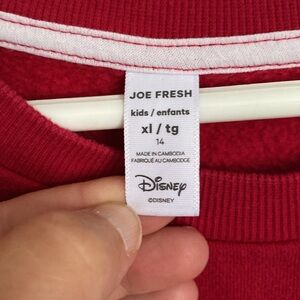 JOE FRESH
kids / enfants
xl / tg
14
MADE IN CAMBODIA
FABRIQUÉ AU CAMBODGE
Disney
©DISNEY